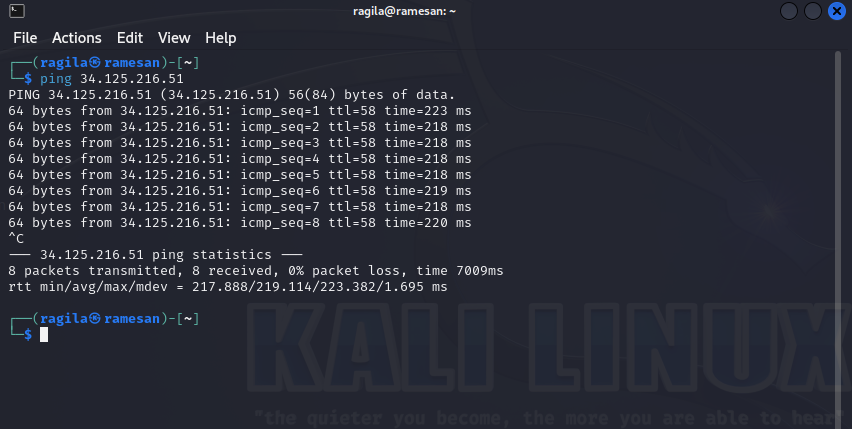 ragila@ramesan: ~
File Actions Edit View Help
┌──(ragila㉿ramesan)-[~]
└─$ ping 34.125.216.51
PING 34.125.216.51 (34.125.216.51) 56(84) bytes of data.
64 bytes from 34.125.216.51: icmp_seq=1 ttl=58 time=223 ms
64 bytes from 34.125.216.51: icmp_seq=2 ttl=58 time=218 ms
64 bytes from 34.125.216.51: icmp_seq=3 ttl=58 time=218 ms
64 bytes from 34.125.216.51: icmp_seq=4 ttl=58 time=218 ms
64 bytes from 34.125.216.51: icmp_seq=5 ttl=58 time=218 ms
64 bytes from 34.125.216.51: icmp_seq=6 ttl=58 time=219 ms
64 bytes from 34.125.216.51: icmp_seq=7 ttl=58 time=218 ms
64 bytes from 34.125.216.51: icmp_seq=8 ttl=58 time=220 ms
^C
--- 34.125.216.51 ping statistics ---
8 packets transmitted, 8 received, 0% packet loss, time 7009ms
rtt min/avg/max/mdev = 217.888/219.114/223.382/1.695 ms
┌──(ragila㉿ramesan)-[~]
└─$
KALI LINUX
"the quieter you become, the more you are able to hear"